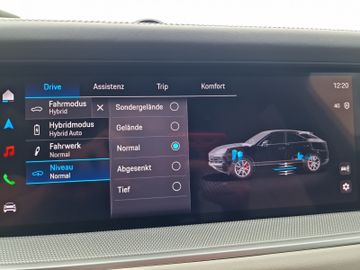 Drive Assistenz Trip Komfort
12:20
4G
Fahrmodus
Hybrid
Hybridmodus
Hybrid Auto
Fahrwerk
Normal
Niveau
Normal
Sondergelände
Gelände
Normal
Abgesenkt
Tief